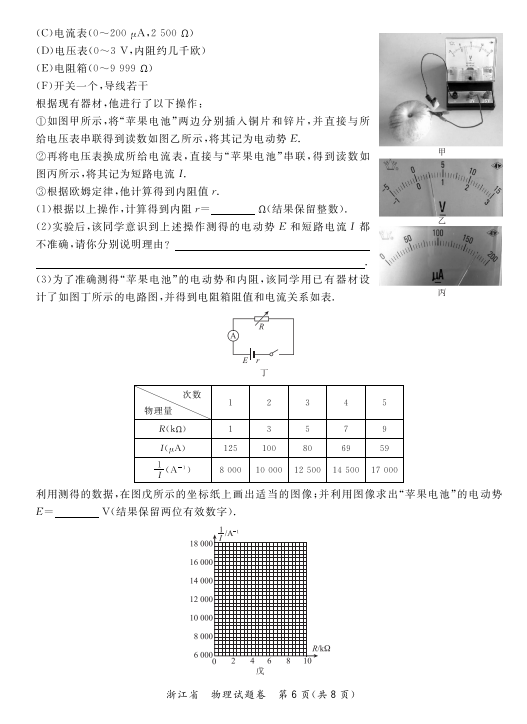 (C)电流表(0～200 μA,2 500 Ω)
(D)电压表(0～3 V,内阻约几千欧)
(E)电阻箱(0～9 999 Ω)
(F)开关一个,导线若干
根据现有器材,他进行了以下操作:
①如图甲所示,将“苹果电池”两边分别插入铜片和锌片,并直接与所
给电压表串联得到读数如图乙所示,将其记为电动势 E.
②再将电压表换成所给电流表,直接与“苹果电池”串联,得到读数如
图丙所示,将其记为短路电流 I.
③根据欧姆定律,他计算得到内阻值 r.
(1)根据以上操作,计算得到内阻 r=______ Ω(结果保留整数).
(2)实验后,该同学意识到上述操作测得的电动势 E 和短路电流 I 都
不准确,请你分别说明理由?______
______.
甲
-5 0 5 10 15
-1 0 1 2 3
V
乙
0 50 100 150 200
μA
丙
(3)为了准确测得“苹果电池”的电动势和内阻,该同学用已有器材设
计了如图丁所示的电路图,并得到电阻箱阻值和电流关系如表.
R
A
E r
丁
物理量 次数 1 2 3 4 5
R(kΩ) 1 3 5 7 9
I(μA) 125 100 80 69 59
1/I(A⁻¹) 8 000 10 000 12 500 14 500 17 000
利用测得的数据,在图戊所示的坐标纸上画出适当的图像;并利用图像求出“苹果电池”的电动势
E=______ V(结果保留两位有效数字).
1/I /A⁻¹
18 000
16 000
14 000
12 000
10 000
8 000
6 000
0 2 4 6 8 10 R/kΩ
戊
浙江省 物理试题卷 第 6 页(共 8 页)